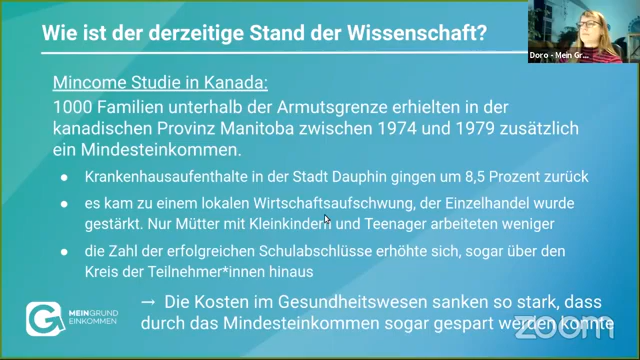 Wie ist der derzeitige Stand der Wissenschaft?
Doro - Mein Gr...
Mincome Studie in Kanada:
1000 Familien unterhalb der Armutsgrenze erhielten in der
kanadischen Provinz Manitoba zwischen 1974 und 1979 zusätzlich
ein Mindesteinkommen.
● Krankenhausaufenthalte in der Stadt Dauphin gingen um 8,5 Prozent zurück
● es kam zu einem lokalen Wirtschaftsaufschwung, der Einzelhandel wurde
gestärkt. Nur Mütter mit Kleinkindern und Teenager arbeiteten weniger
● die Zahl der erfolgreichen Schulabschlüsse erhöhte sich, sogar über den
Kreis der Teilnehmer*innen hinaus
→ Die Kosten im Gesundheitswesen sanken so stark, dass
durch das Mindesteinkommen sogar gespart werden konnte
G
MEINGRUND
EINKOMMEN
zoom